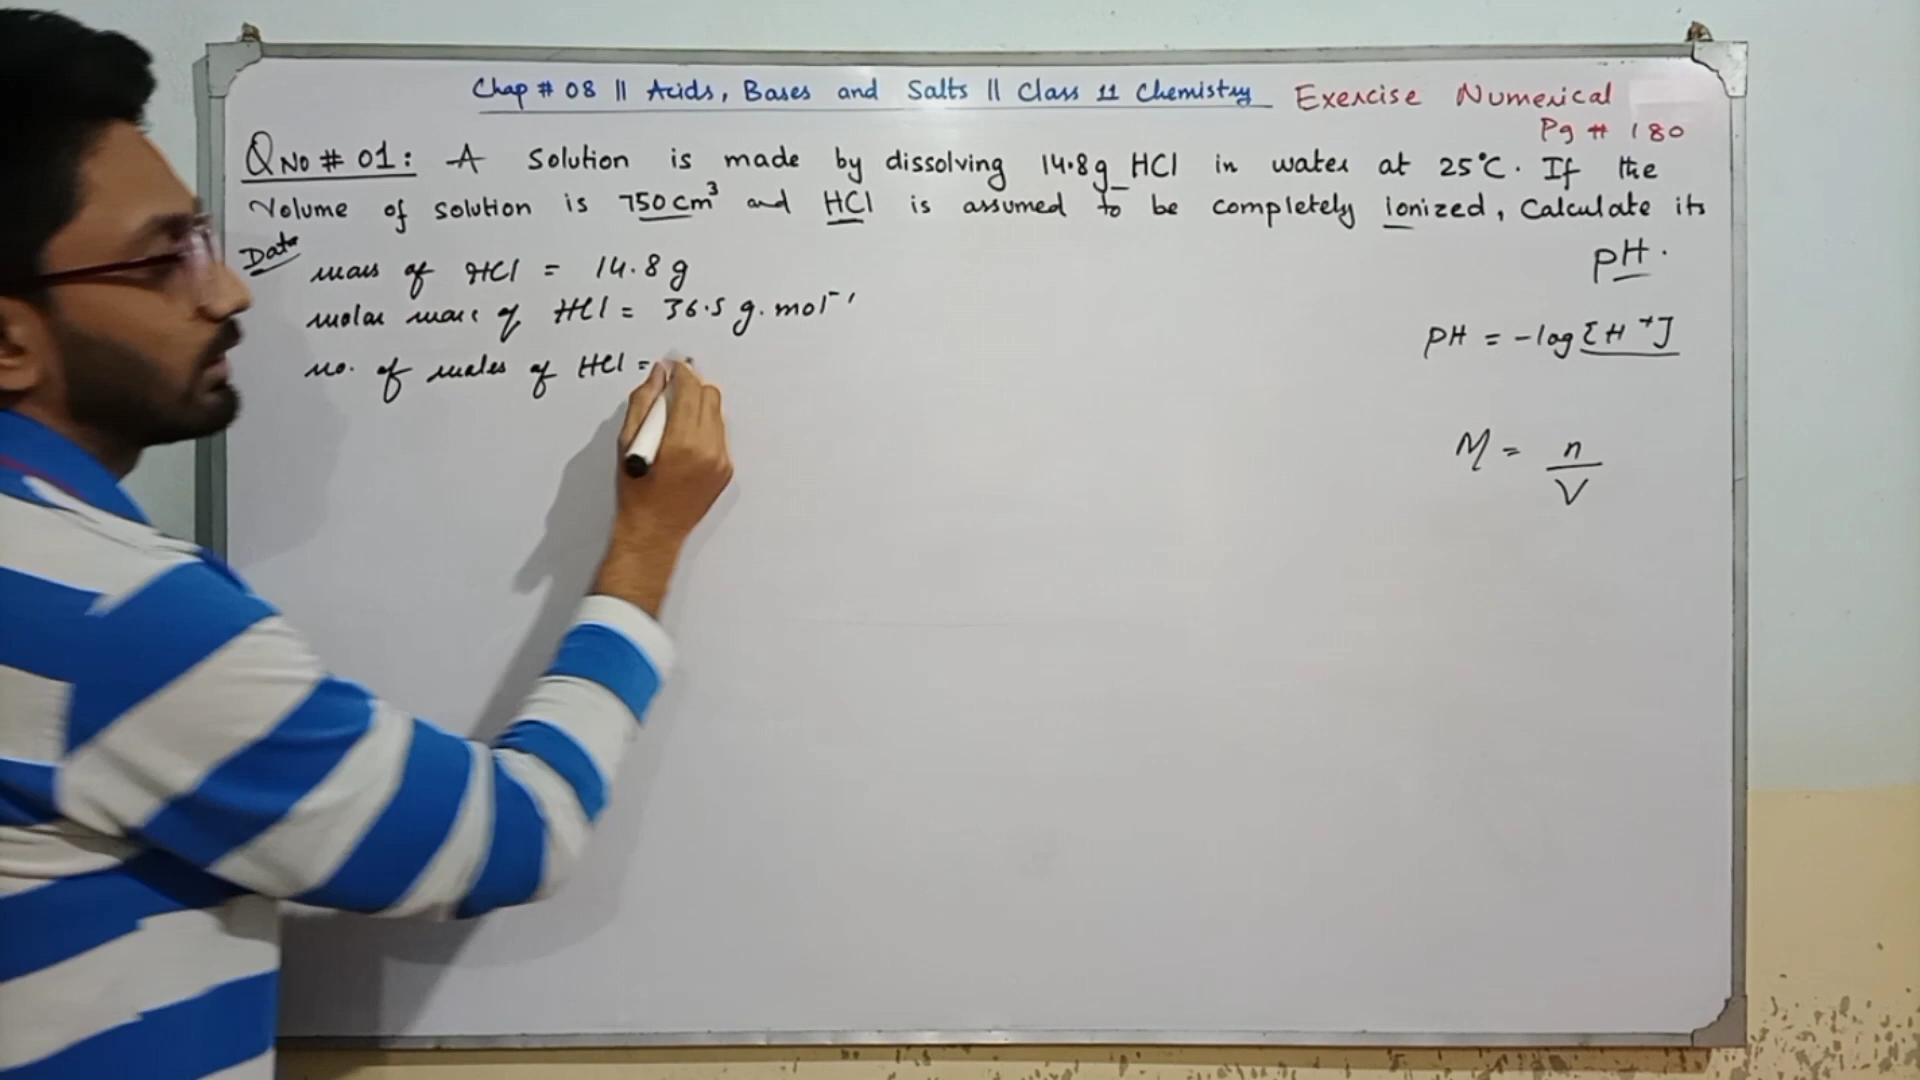 Chap # 08 || Acids, Bases and Salts || Class 11 Chemistry Exercise Numerical
Pg # 180
Q No # 01: A Solution is made by dissolving 14.8g HCl in water at 25°C. If the
Volume of solution is 750 cm³ and HCl is assumed to be completely ionized, Calculate its
pH.
Data
mass of HCl = 14.8 g
molar mass of HCl = 36.5 g.mol⁻¹
no. of moles of HCl =
PH = -log [H⁺]
M = n
V